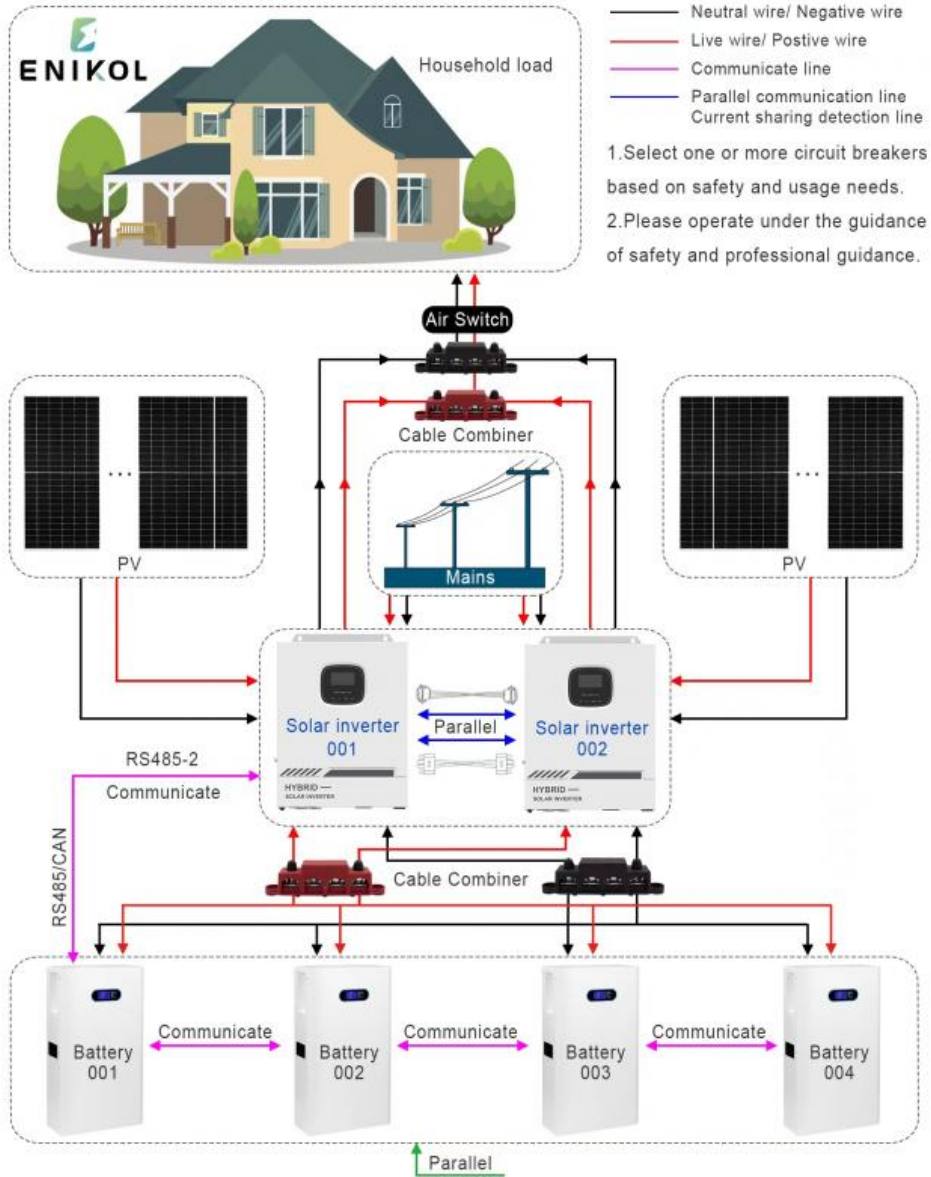 ENIKOL
Household load
Neutral wire/ Negative wire
Live wire/ Postive wire
Communicate line
Parallel communication line
Current sharing detection line
1.Select one or more circuit breakers
based on safety and usage needs.
2.Please operate under the guidance
of safety and professional guidance.
Air Switch
Cable Combiner
PV
Mains
PV
Solar inverter
001
HYBRID
SOLAR INVERTER
Parallel
Solar inverter
002
HYBRID
SOLAR INVERTER
RS485-2
Communicate
RS485/CAN
Cable Combiner
Battery
001
Communicate
Battery
002
Communicate
Battery
003
Communicate
Battery
004
Parallel